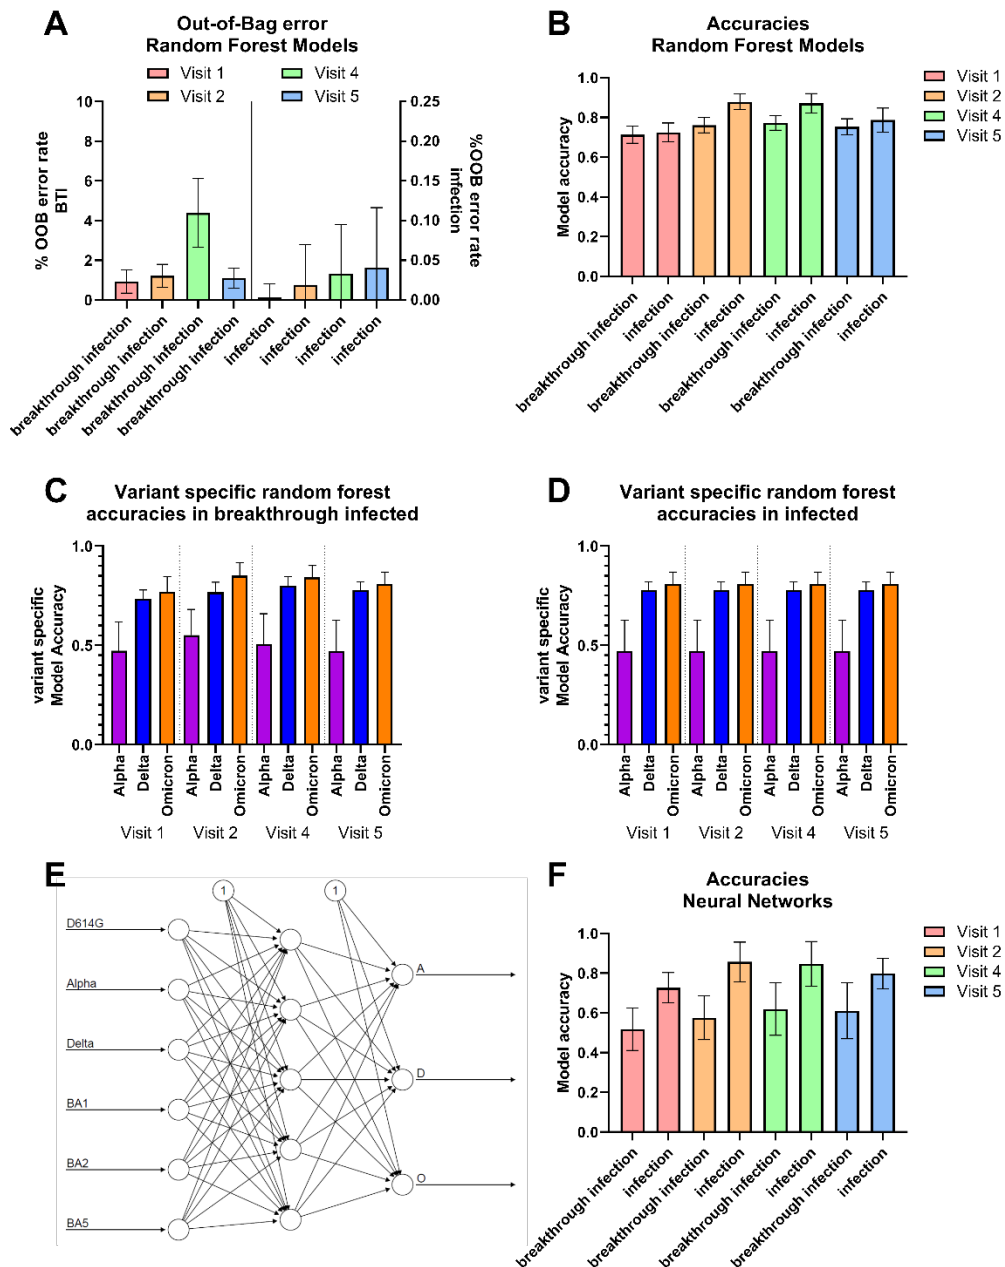 A
Out-of-Bag error
Random Forest Models
Visit 1
Visit 4
Visit 2
Visit 5
10
8
6
4
2
0
% OOB error rate
BTI
0.25
0.20
0.15
0.10
0.05
0.00
%OOB error rate
infection
breakthrough infection
breakthrough infection
breakthrough infection
breakthrough infection
infection
infection
infection
infection
B
Accuracies
Random Forest Models
1.0
0.8
0.6
0.4
0.2
0.0
Model accuracy
Visit 1
Visit 2
Visit 4
Visit 5
breakthrough infection
infection
breakthrough infection
infection
breakthrough infection
infection
breakthrough infection
infection
C
Variant specific random forest
accuracies in breakthrough infected
1.0
0.5
0.0
variant specific
Model Accuracy
Alpha
Delta
Omicron
Alpha
Delta
Omicron
Alpha
Delta
Omicron
Alpha
Delta
Omicron
Visit 1
Visit 2
Visit 4
Visit 5
D
Variant specific random forest
accuracies in infected
1.0
0.5
0.0
variant specific
Model Accuracy
Alpha
Delta
Omicron
Alpha
Delta
Omicron
Alpha
Delta
Omicron
Alpha
Delta
Omicron
Visit 1
Visit 2
Visit 4
Visit 5
E
1
1
D614G
Alpha
Delta
BA1
BA2
BA5
A
D
O
F
Accuracies
Neural Networks
1.0
0.8
0.6
0.4
0.2
0.0
Model accuracy
Visit 1
Visit 2
Visit 4
Visit 5
breakthrough infection
infection
breakthrough infection
infection
breakthrough infection
infection
breakthrough infection
infection